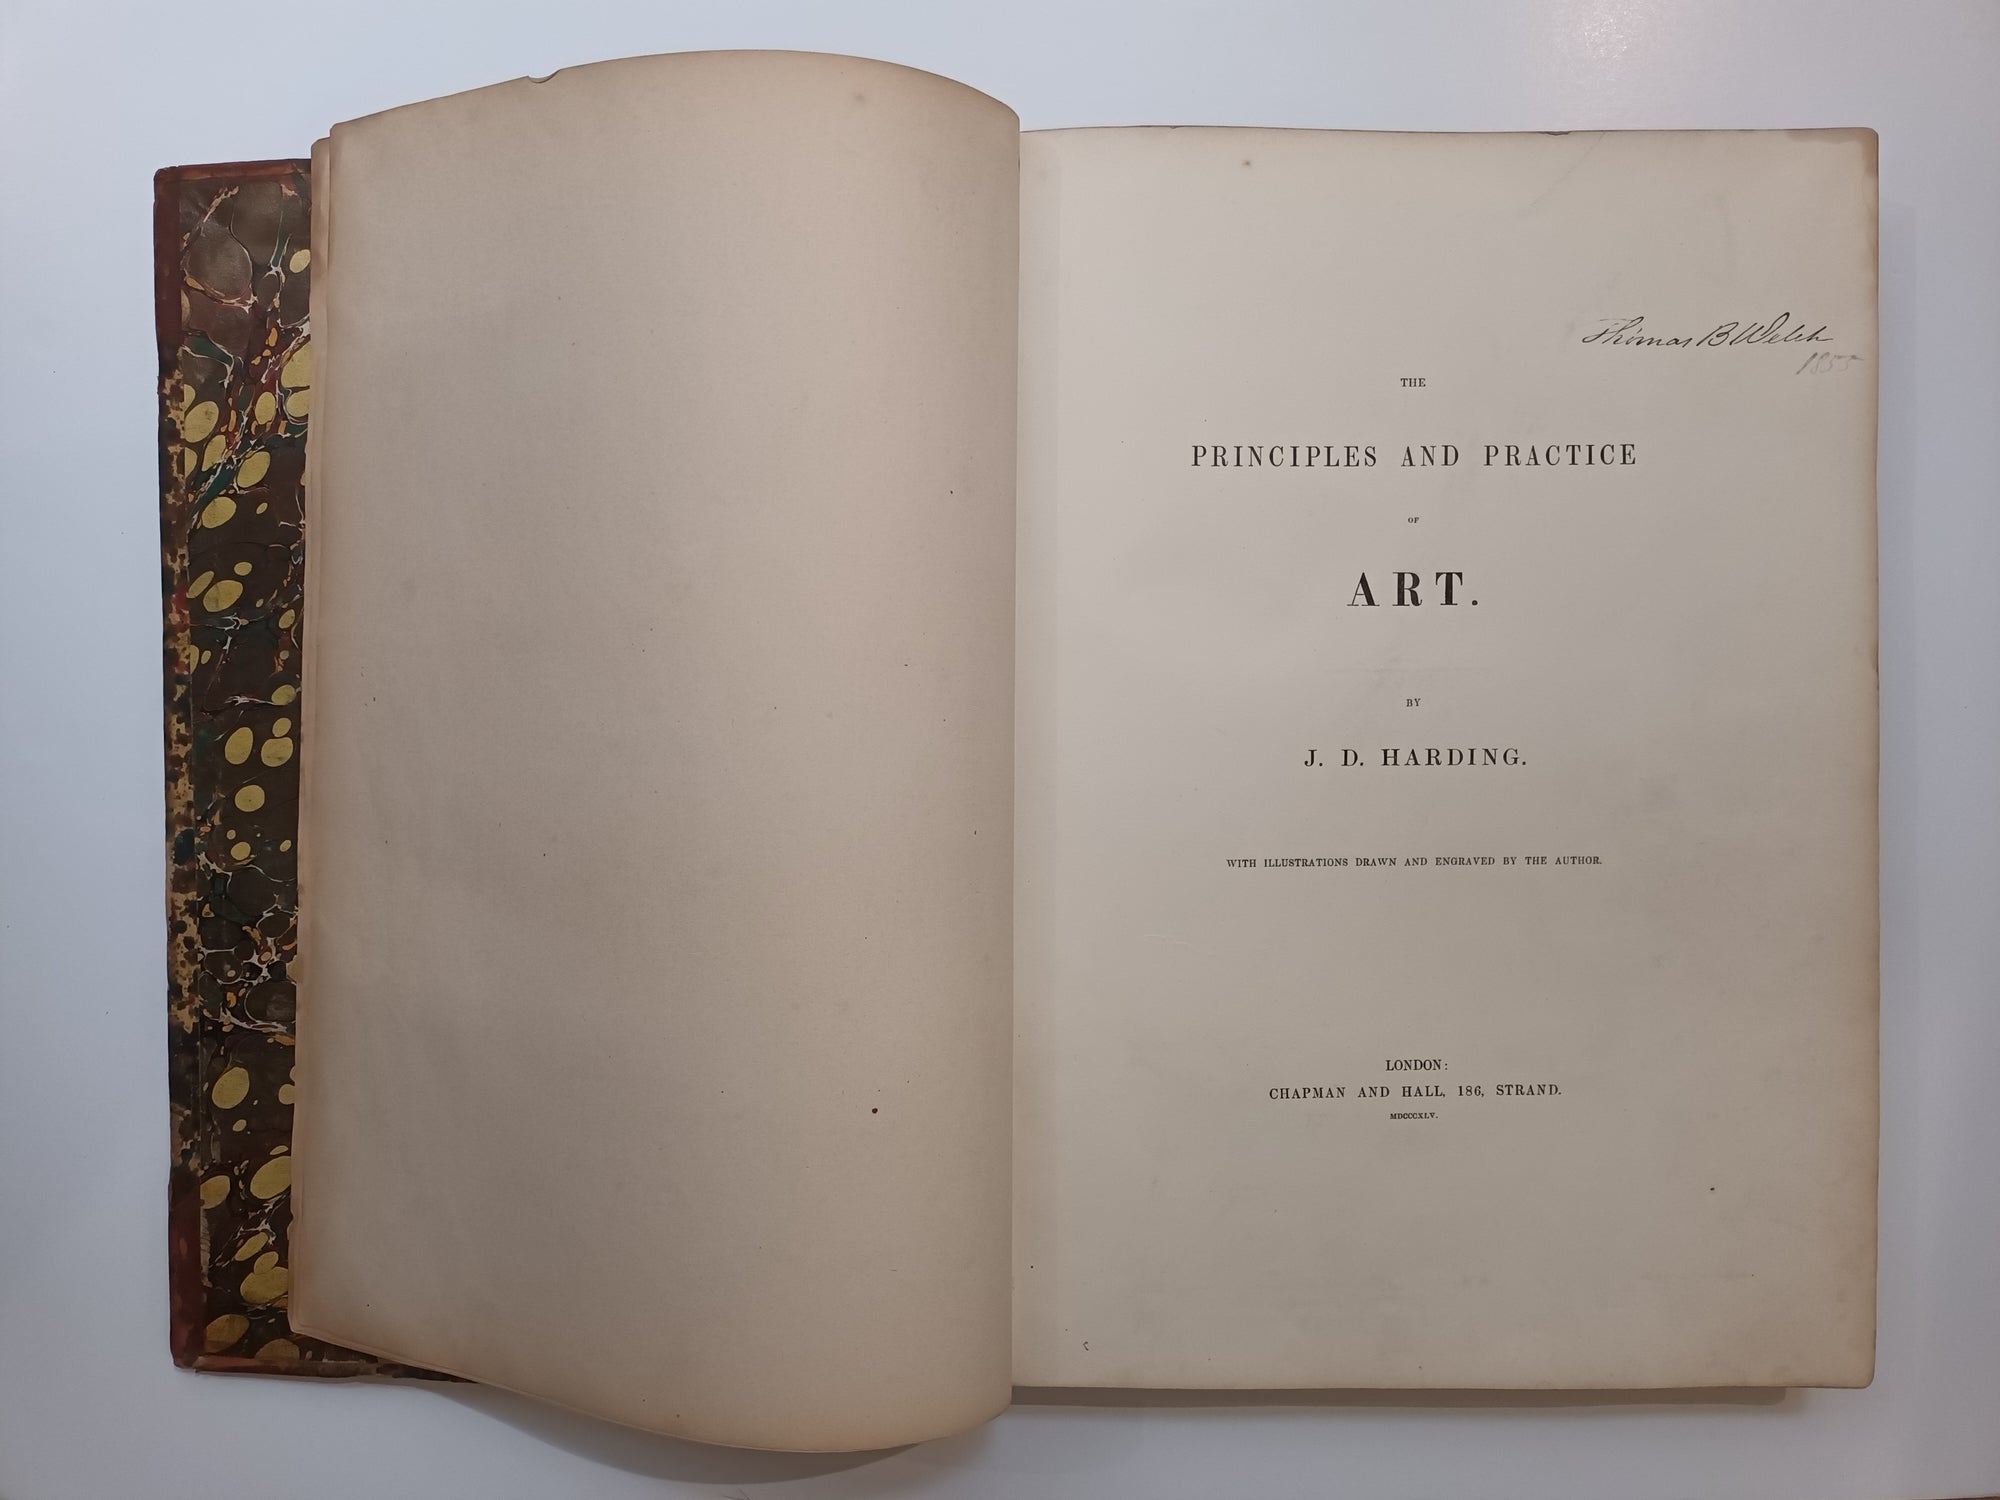 Thomas B Welch
1855
THE
PRINCIPLES AND PRACTICE
OF
ART.
BY
J. D. HARDING.
WITH ILLUSTRATIONS DRAWN AND ENGRAVED BY THE AUTHOR.
LONDON:
CHAPMAN AND HALL, 186, STRAND.
MDCCCXLV.